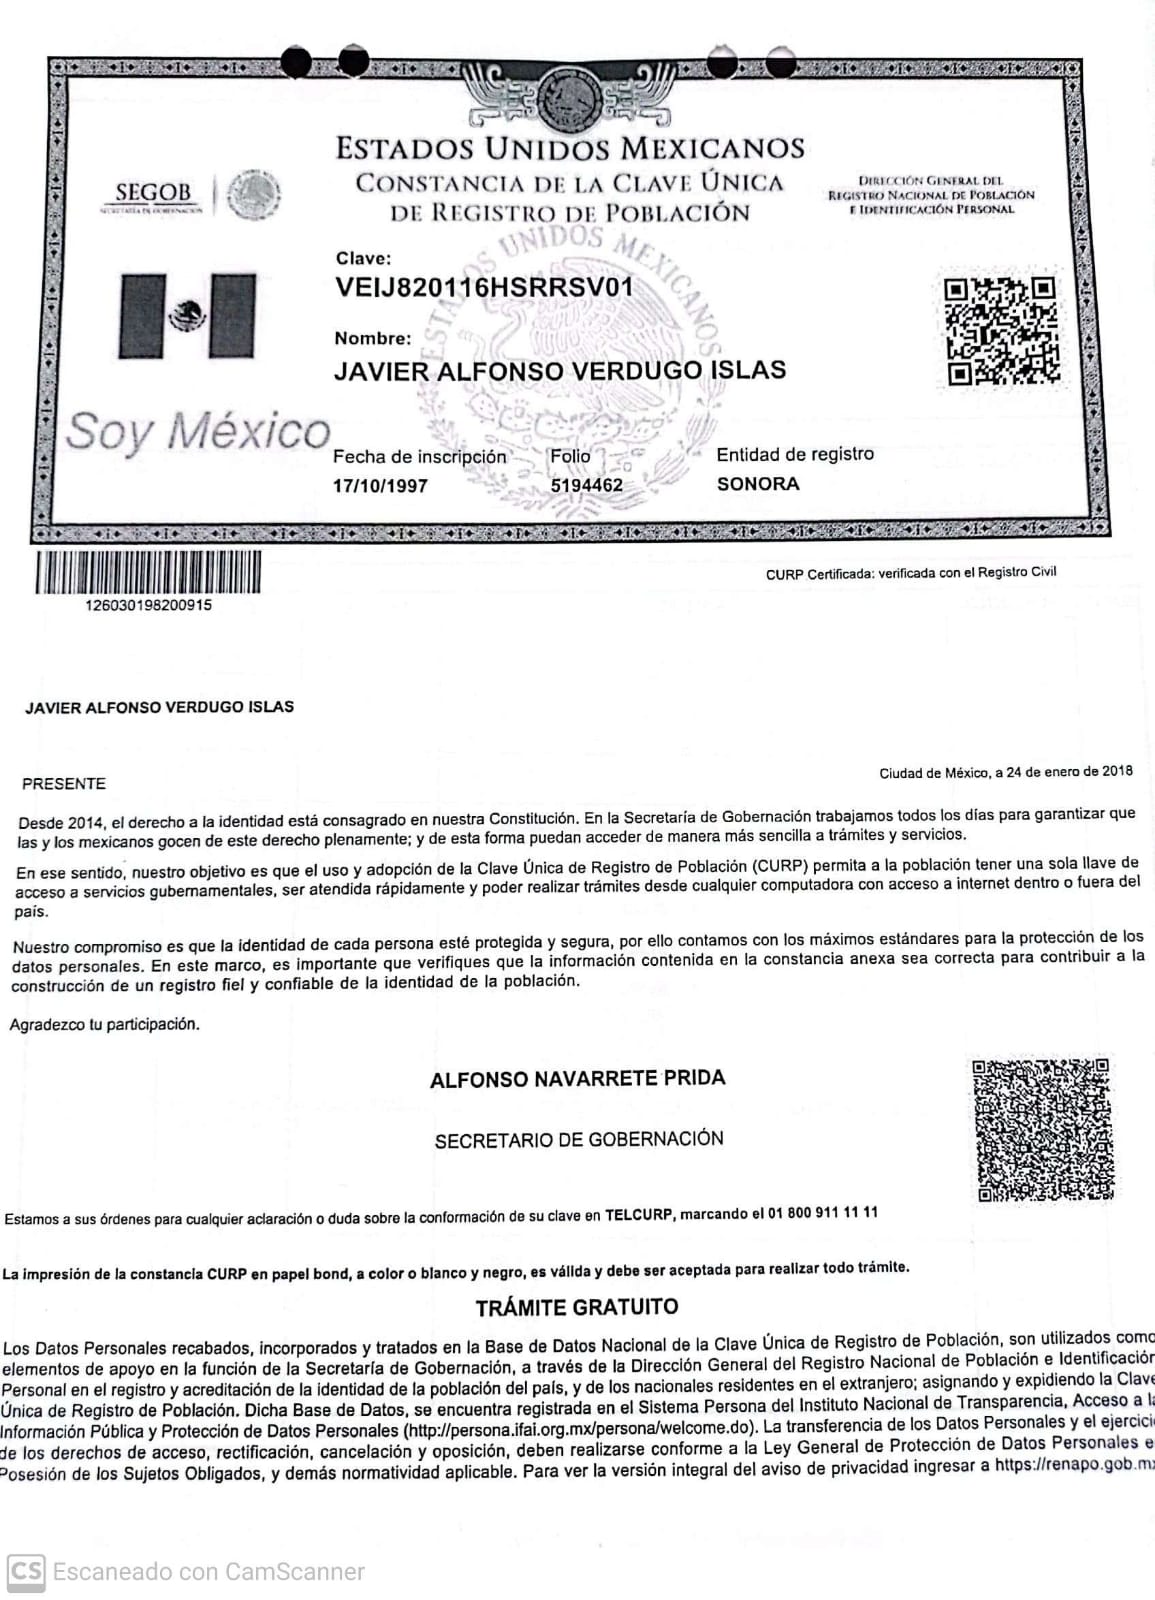 ESTADOS UNIDOS MEXICANOS
CONSTANCIA DE LA CLAVE ÚNICA
DE REGISTRO DE POBLACIÓN
SEGOB
SECRETARÍA DE GOBERNACIÓN
DIRECCIÓN GENERAL DEL
REGISTRO NACIONAL DE POBLACIÓN
E IDENTIFICACIÓN PERSONAL
ESTADOS UNIDOS MEXICANOS
Clave:
VEIJ820116HSRRSV01
Nombre:
JAVIER ALFONSO VERDUGO ISLAS
Soy México
Fecha de inscripción Folio Entidad de registro
17/10/1997 5194462 SONORA
126030198200915
CURP Certificada: verificada con el Registro Civil
JAVIER ALFONSO VERDUGO ISLAS
PRESENTE
Ciudad de México, a 24 de enero de 2018
Desde 2014, el derecho a la identidad está consagrado en nuestra Constitución. En la Secretaría de Gobernación trabajamos todos los días para garantizar que
las y los mexicanos gocen de este derecho plenamente; y de esta forma puedan acceder de manera más sencilla a trámites y servicios.
En ese sentido, nuestro objetivo es que el uso y adopción de la Clave Única de Registro de Población (CURP) permita a la población tener una sola llave de
acceso a servicios gubernamentales, ser atendida rápidamente y poder realizar trámites desde cualquier computadora con acceso a internet dentro o fuera del
país.
Nuestro compromiso es que la identidad de cada persona esté protegida y segura, por ello contamos con los máximos estándares para la protección de los
datos personales. En este marco, es importante que verifiques que la información contenida en la constancia anexa sea correcta para contribuir a la
construcción de un registro fiel y confiable de la identidad de la población.
Agradezco tu participación.
ALFONSO NAVARRETE PRIDA
SECRETARIO DE GOBERNACIÓN
Estamos a sus órdenes para cualquier aclaración o duda sobre la conformación de su clave en TELCURP, marcando el 01 800 911 11 11
La impresión de la constancia CURP en papel bond, a color o blanco y negro, es válida y debe ser aceptada para realizar todo trámite.
TRÁMITE GRATUITO
Los Datos Personales recabados, incorporados y tratados en la Base de Datos Nacional de la Clave Única de Registro de Población, son utilizados como
elementos de apoyo en la función de la Secretaría de Gobernación, a través de la Dirección General del Registro Nacional de Población e Identificación
Personal en el registro y acreditación de la identidad de la población del país, y de los nacionales residentes en el extranjero; asignando y expidiendo la Clave
Única de Registro de Población. Dicha Base de Datos, se encuentra registrada en el Sistema Persona del Instituto Nacional de Transparencia, Acceso a la
Información Pública y Protección de Datos Personales (http://persona.ifai.org.mx/persona/welcome.do). La transferencia de los Datos Personales y el ejercici
de los derechos de acceso, rectificación, cancelación y oposición, deben realizarse conforme a la Ley General de Protección de Datos Personales e
Posesión de los Sujetos Obligados, y demás normatividad aplicable. Para ver la versión integral del aviso de privacidad ingresar a https://renapo.gob.mx
CS Escaneado con CamScanner